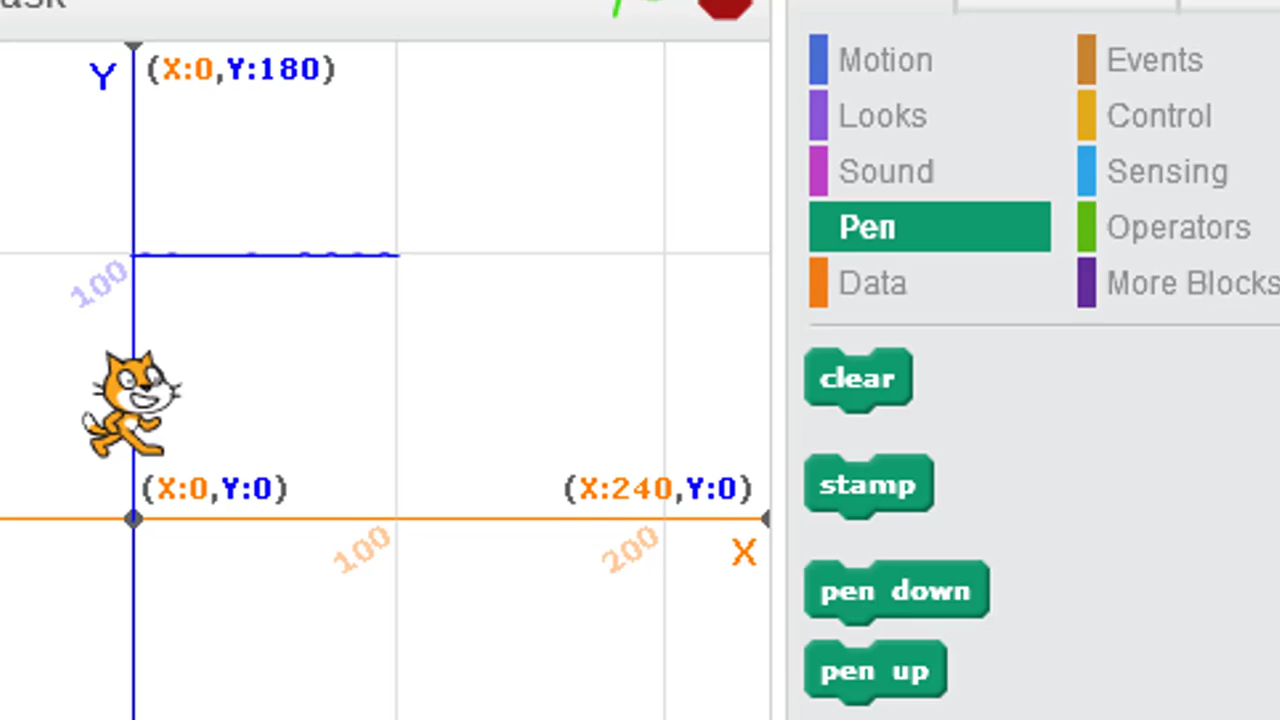 Y
(X:0,Y:180)
100
(X:0,Y:0)
(X:240,Y:0)
100
200
X
Motion
Events
Looks
Control
Sound
Sensing
Pen
Operators
Data
More Blocks
clear
stamp
pen down
pen up